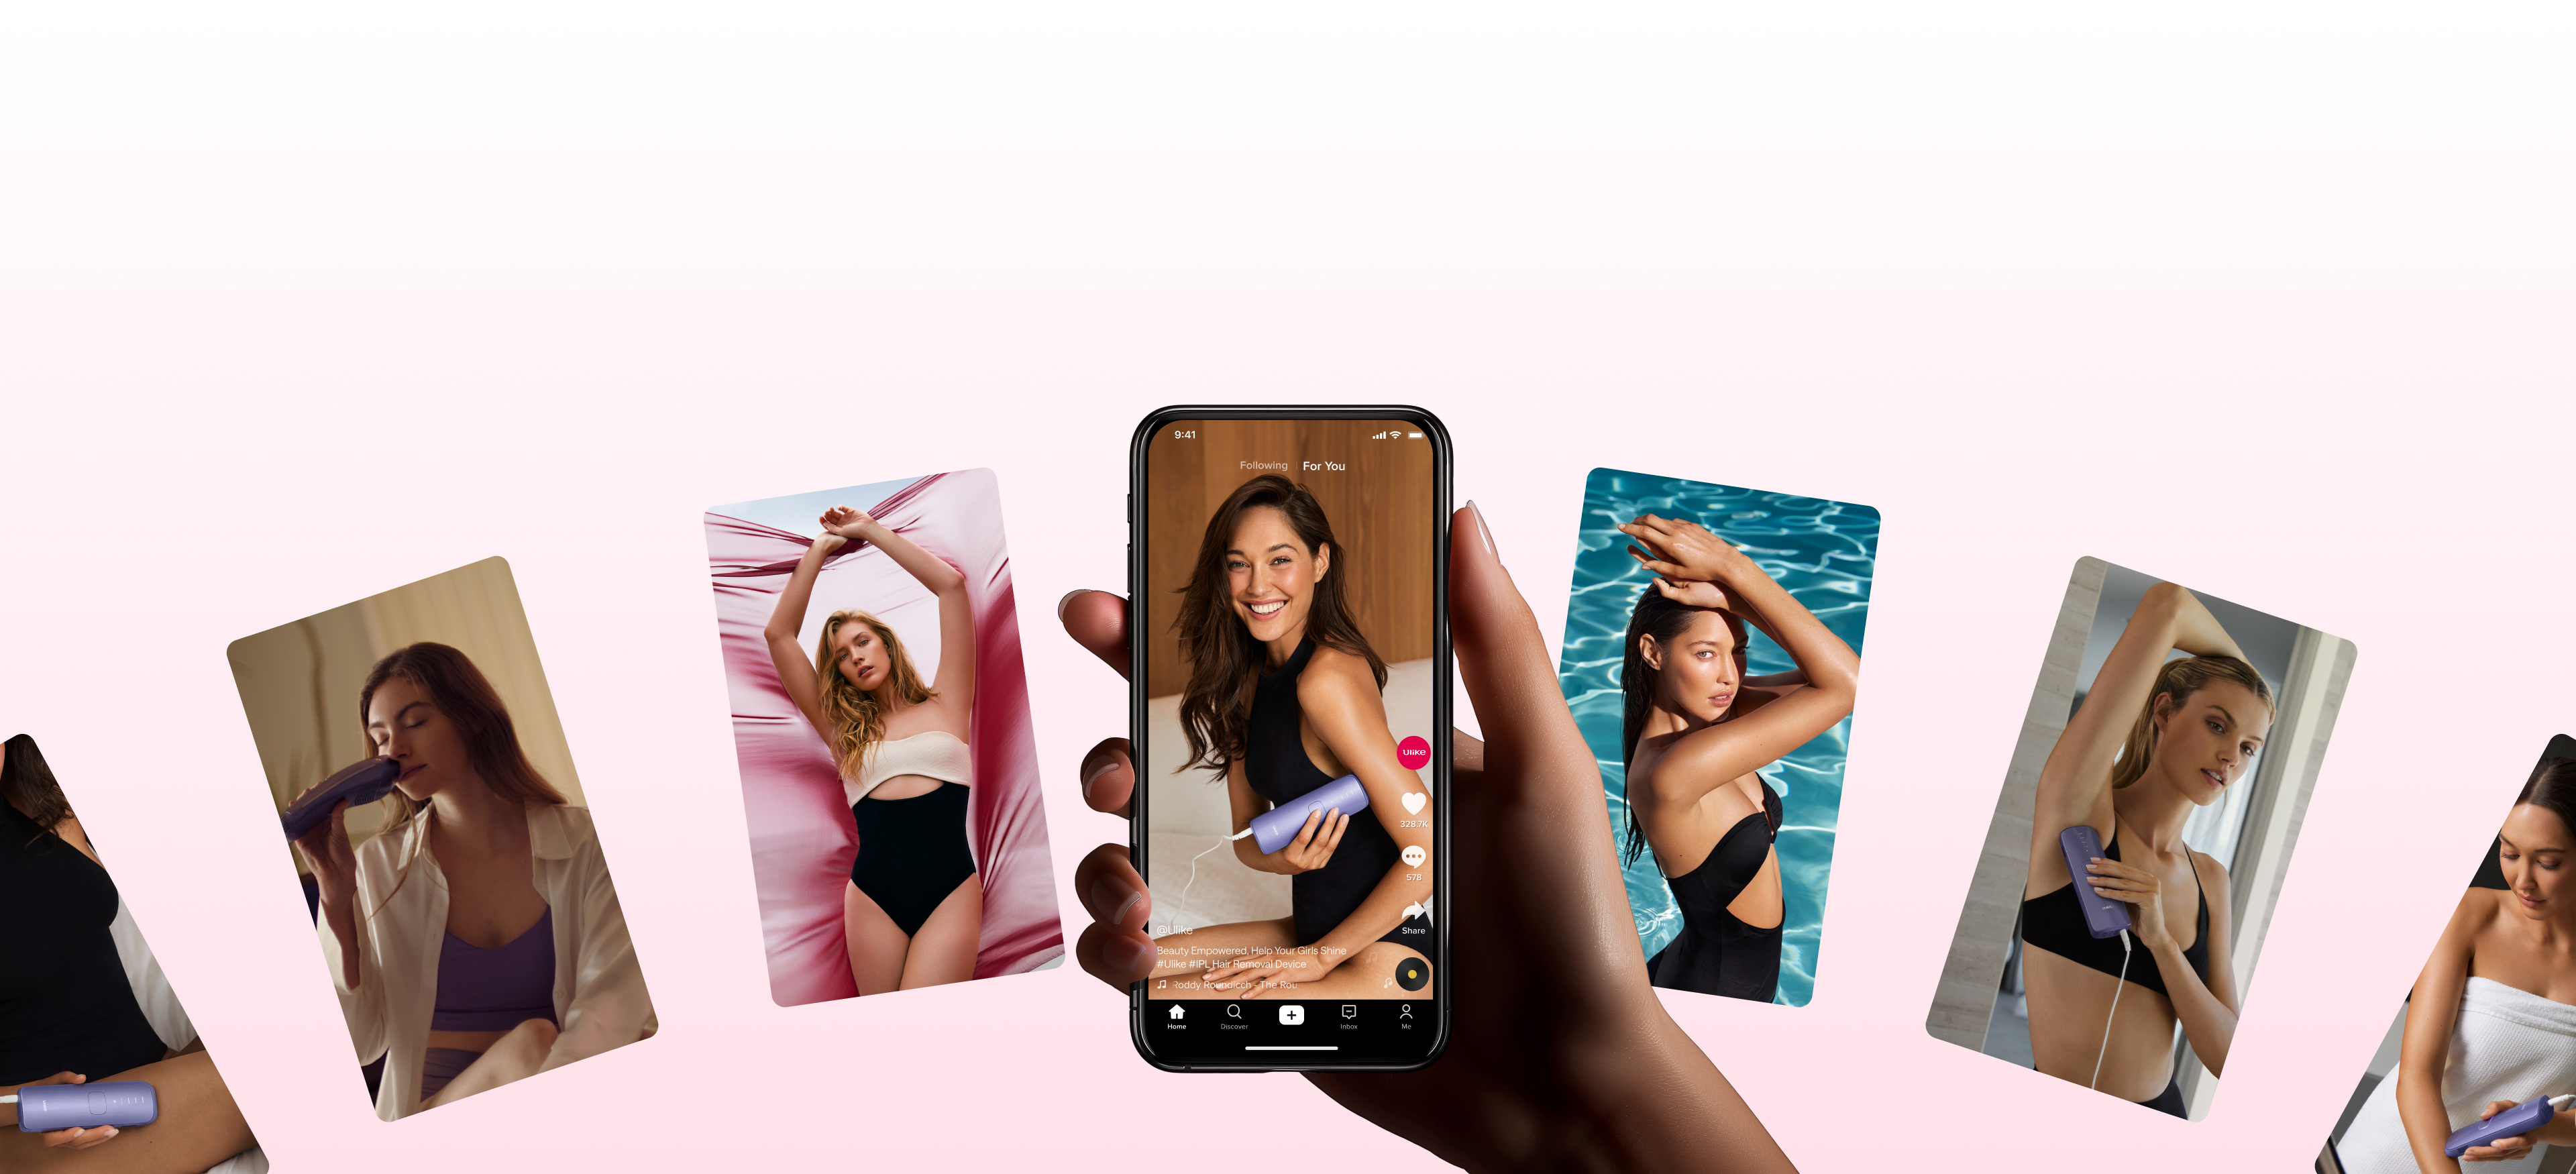 9:41
Following | For You
Ulike
328.7K
578
Share
@Ulike
Beauty Empowered, Help Your Girls Shine
#Ulike #IPL Hair Removal Device
Roddy Roundicch - The Rou
Home
Discover
Inbox
Me